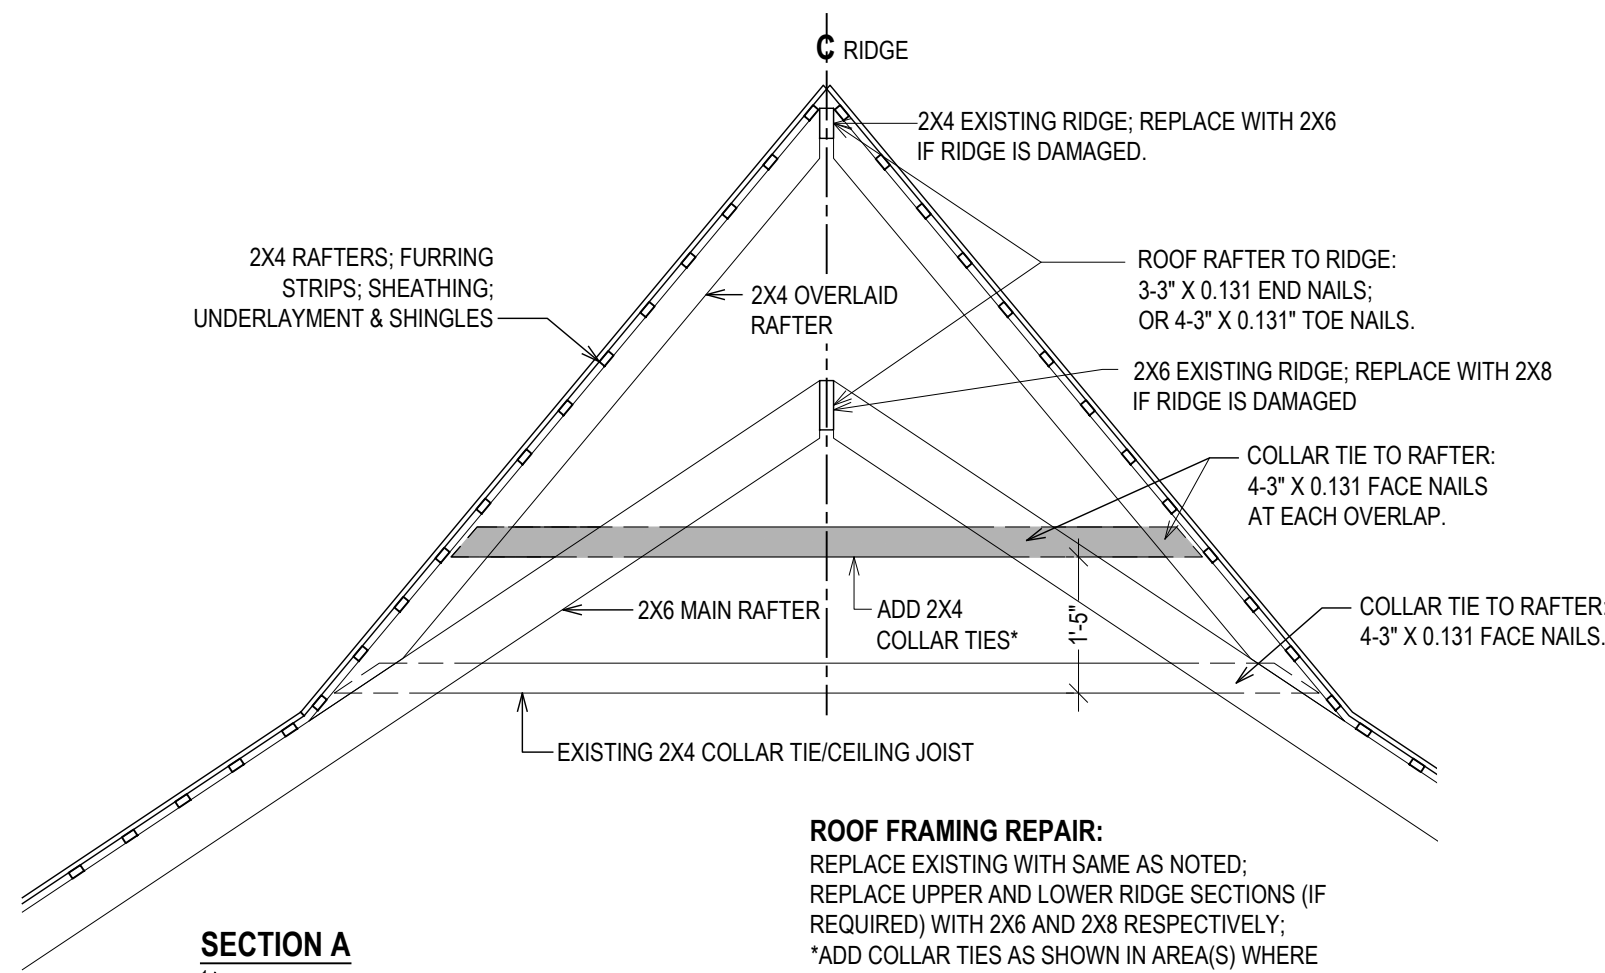 ℄ RIDGE
2X4 EXISTING RIDGE; REPLACE WITH 2X6
IF RIDGE IS DAMAGED.
2X4 RAFTERS; FURRING
STRIPS; SHEATHING;
UNDERLAYMENT & SHINGLES
2X4 OVERLAID
RAFTER
ROOF RAFTER TO RIDGE:
3-3" X 0.131 END NAILS;
OR 4-3" X 0.131" TOE NAILS.
2X6 EXISTING RIDGE; REPLACE WITH 2X8
IF RIDGE IS DAMAGED
COLLAR TIE TO RAFTER:
4-3" X 0.131 FACE NAILS
AT EACH OVERLAP.
2X6 MAIN RAFTER
ADD 2X4
COLLAR TIES*
1'-5"
COLLAR TIE TO RAFTER:
4-3" X 0.131 FACE NAILS.
EXISTING 2X4 COLLAR TIE/CEILING JOIST
ROOF FRAMING REPAIR:
REPLACE EXISTING WITH SAME AS NOTED;
REPLACE UPPER AND LOWER RIDGE SECTIONS (IF
REQUIRED) WITH 2X6 AND 2X8 RESPECTIVELY;
*ADD COLLAR TIES AS SHOWN IN AREA(S) WHERE
SECTION A